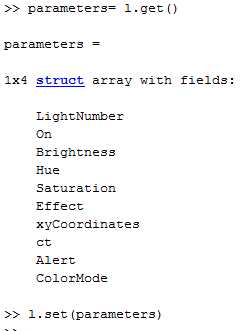 >> parameters= l.get()
parameters =
1x4 struct array with fields:
LightNumber
On
Brightness
Hue
Saturation
Effect
xyCoordinates
ct
Alert
ColorMode
>> l.set(parameters)
>>